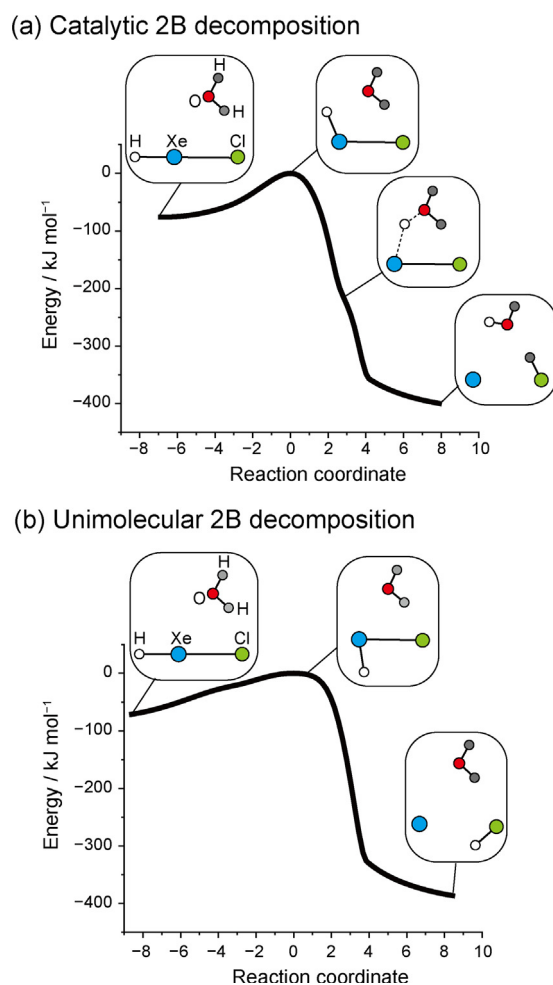 (a) Catalytic 2B decomposition
H
O
H
H Xe Cl
0
−100
−200
−300
−400
Energy / kJ mol⁻¹
−8 −6 −4 −2 0 2 4 6 8 10
Reaction coordinate
(b) Unimolecular 2B decomposition
H
O
H
H Xe Cl
0
−100
−200
−300
−400
Energy / kJ mol⁻¹
-8 -6 -4 -2 0 2 4 6 8 10
Reaction coordinate